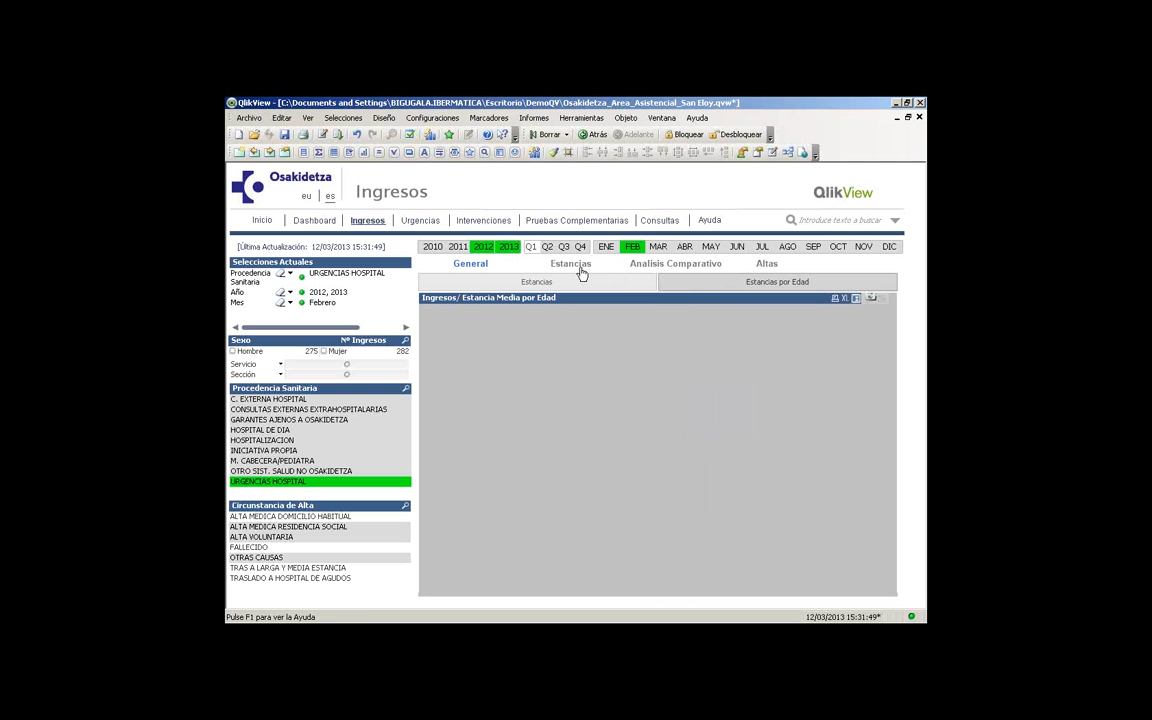 QlikView - [C:\Documents and Settings\BIGUGALA.IBERMATICA\Escritorio\DemoQV\Osakidetza_Area_Asistencial_San Eloy.qvw*]
Archivo Editar Ver Selecciones Diseño Configuraciones Marcadores Informes Herramientas Objeto Ventana Ayuda
Borrar Atrás Adelante Bloquear Desbloquear
Osakidetza
eu | es
Ingresos
QlikView
Inicio Dashboard Ingresos Urgencias Intervenciones Pruebas Complementarias Consultas Ayuda
Introduce texto a buscar
[Última Actualización: 12/03/2013 15:31:49]
2010 2011 2012 2013 Q1 Q2 Q3 Q4 ENE FEB MAR ABR MAY JUN JUL AGO SEP OCT NOV DIC
General Estancias Analisis Comparativo Altas
Estancias Estancias por Edad
Ingresos/ Estancia Media por Edad XL
Selecciones Actuales
Procedencia Sanitaria URGENCIAS HOSPITAL
Año 2012, 2013
Mes Febrero
Sexo Nº Ingresos
Hombre 275 Mujer 282
Servicio
Sección
Procedencia Sanitaria
C. EXTERNA HOSPITAL
CONSULTAS EXTERNAS EXTRAHOSPITALARIAS
GARANTES AJENOS A OSAKIDETZA
HOSPITAL DE DIA
HOSPITALIZACION
INICIATIVA PROPIA
M. CABECERA/PEDIATRA
OTRO SIST. SALUD NO OSAKIDETZA
URGENCIAS HOSPITAL
Circunstancia de Alta
ALTA MEDICA DOMICILIO HABITUAL
ALTA MEDICA RESIDENCIA SOCIAL
ALTA VOLUNTARIA
FALLECIDO
OTRAS CAUSAS
TRAS A LARGA Y MEDIA ESTANCIA
TRASLADO A HOSPITAL DE AGUDOS
Pulse F1 para ver la Ayuda
12/03/2013 15:31:49*